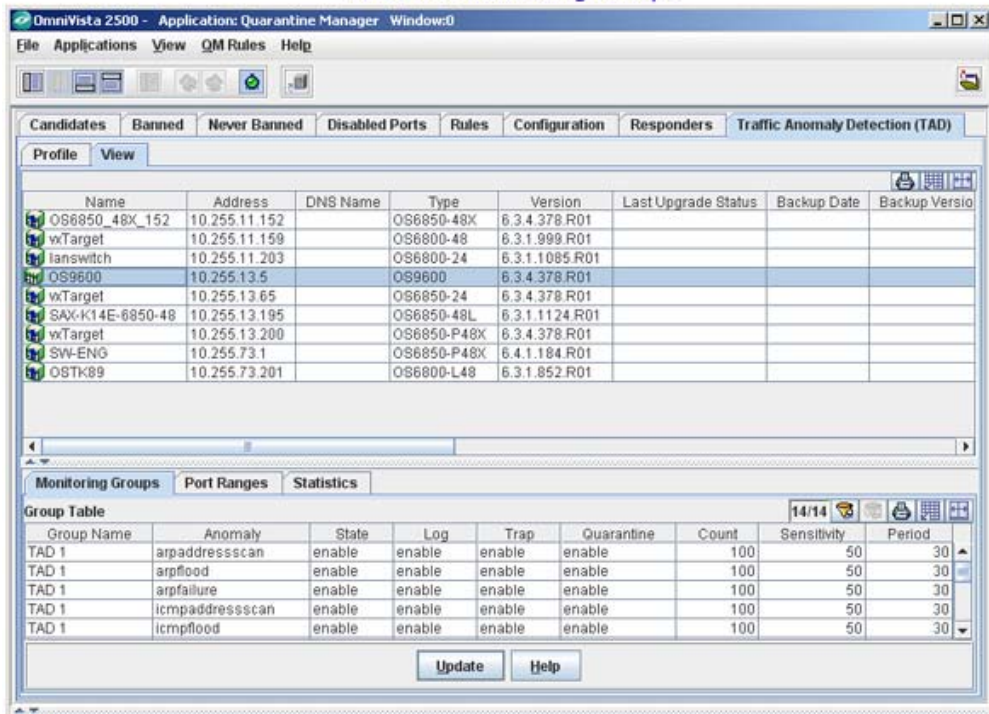 OmniVista 2500 - Application: Quarantine Manager Window:0
File Applications View QM Rules Help
Candidates Banned Never Banned Disabled Ports Rules Configuration Responders Traffic Anomaly Detection (TAD)
Profile View
Name Address DNS Name Type Version Last Upgrade Status Backup Date Backup Versio
OS6850_48X_152 10.255.11.152 OS6850-48X 6.3.4.378.R01
vxTarget 10.255.11.159 OS6800-48 6.3.1.999.R01
lanswitch 10.255.11.203 OS6800-24 6.3.1.1085.R01
OS9600 10.255.13.5 OS9600 6.3.4.378.R01
vxTarget 10.255.13.65 OS6850-24 6.3.4.378.R01
SAX-K14E-6850-48 10.255.13.195 OS6850-48L 6.3.1.1124.R01
vxTarget 10.255.13.200 OS6850-P48X 6.3.4.378.R01
SW-ENG 10.255.73.1 OS6850-P48X 6.4.1.184.R01
OSTK89 10.255.73.201 OS6800-L48 6.3.1.852.R01
Monitoring Groups Port Ranges Statistics
Group Table 14/14
Group Name Anomaly State Log Trap Quarantine Count Sensitivity Period
TAD 1 arpaddressscan enable enable enable enable 100 50 30
TAD 1 arpflood enable enable enable enable 100 50 30
TAD 1 arpfailure enable enable enable enable 100 50 30
TAD 1 icmpaddressscan enable enable enable enable 100 50 30
TAD 1 icmpflood enable enable enable enable 100 50 30
Update Help